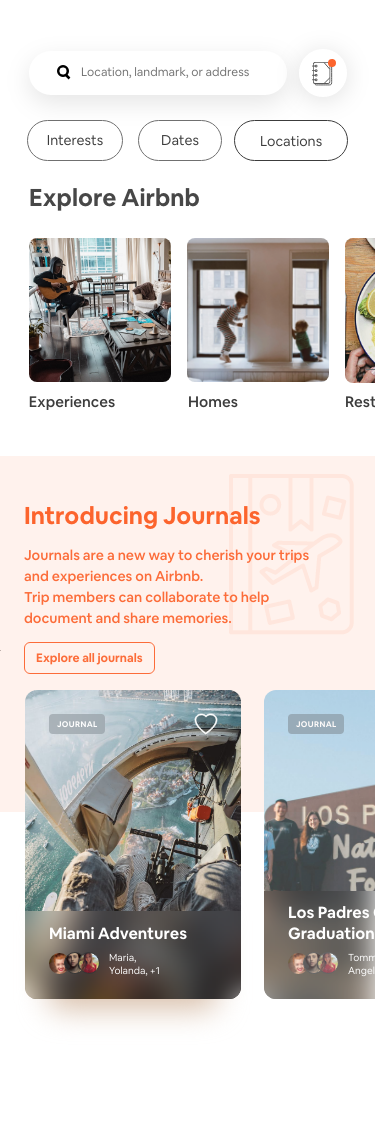 Location, landmark, or address
Interests
Dates
Locations
Explore Airbnb
Experiences
Homes
Rest
Introducing Journals
Journals are a new way to cherish your trips
and experiences on Airbnb.
Trip members can collaborate to help
document and share memories.
Explore all journals
JOURNAL
Miami Adventures
Maria,
Yolanda, +1
JOURNAL
LOS P
Nat
Fo
Los Padres
Graduation
Tomm
Angel